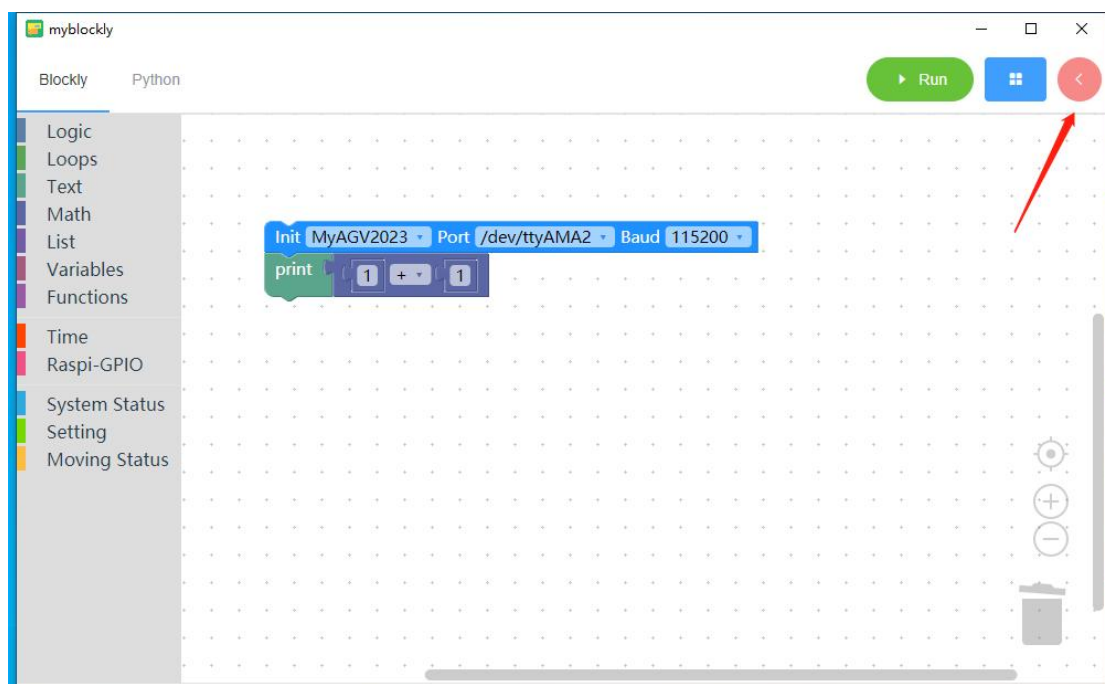 myblockly
Blockly Python Run
Logic
Loops
Text
Math
List
Variables
Functions
Time
Raspi-GPIO
System Status
Setting
Moving Status
Init MyAGV2023 Port /dev/ttyAMA2 Baud 115200
print 1 + 1